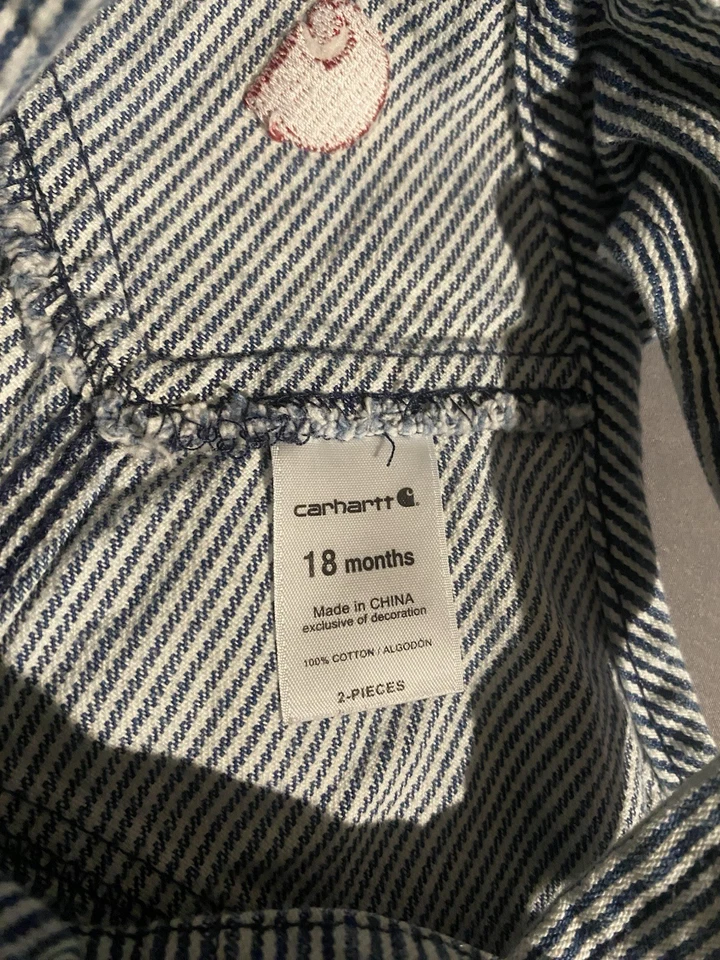 carhartt
18 months
Made in CHINA
exclusive of decoration
100% COTTON / ALGODÓN
2-PIECES